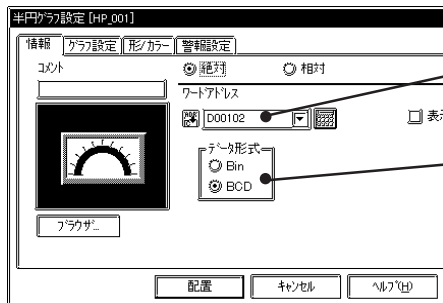 半円グラフ設定 [HP_001]
情報 グラフ設定 形/カラー 警報設定
コメント
絶対 相対
ワードアドレス
D00102
表示
データ形式
Bin
BCD
ブラウザ...
配置 キャンセル ヘルプ(H)